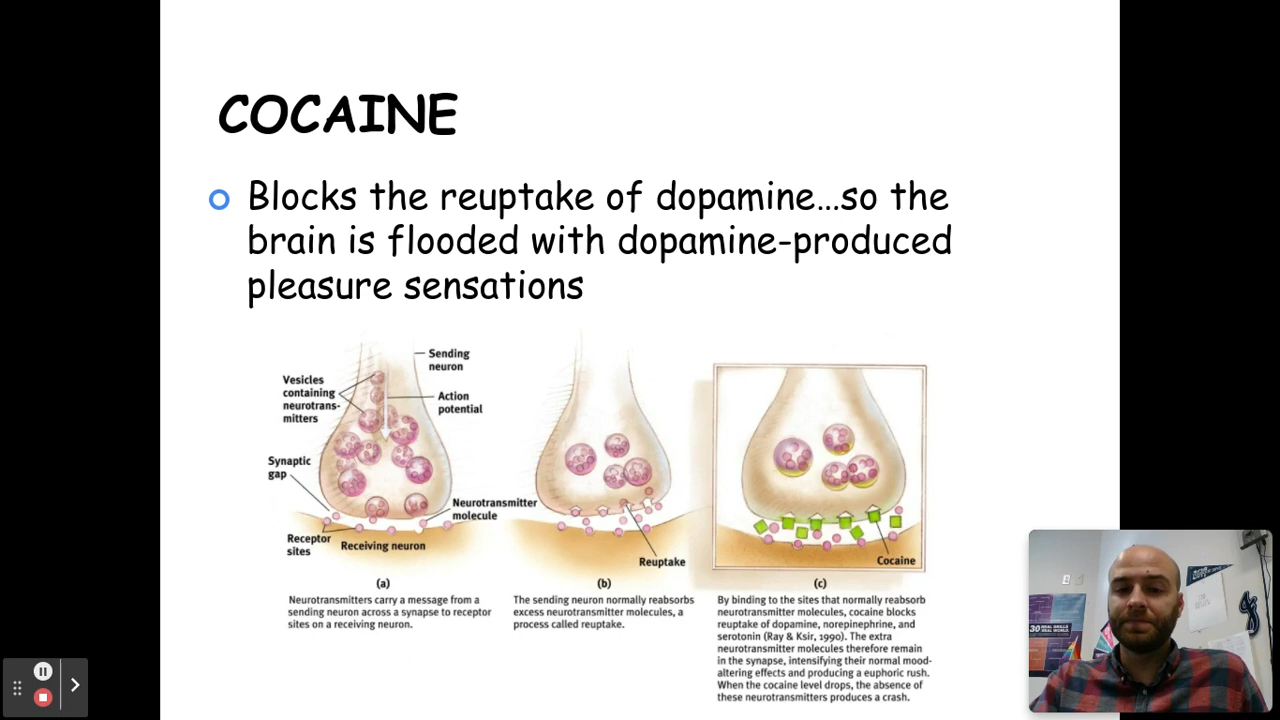 COCAINE
Blocks the reuptake of dopamine...so the
brain is flooded with dopamine-produced
pleasure sensations
Sending
neuron
Vesicles
containing
neurotrans-
mitters
Action
potential
Synaptic
gap
Neurotransmitter
molecule
Receptor
sites
Receiving neuron
Reuptake
Cocaine
(a)
Neurotransmitters carry a message from a
sending neuron across a synapse to receptor
sites on a receiving neuron.
(b)
The sending neuron normally reabsorbs
excess neurotransmitter molecules, a
process called reuptake.
(c)
By binding to the sites that normally reabsorb
neurotransmitter molecules, cocaine blocks
reuptake of dopamine, norepinephrine, and
serotonin (Ray & Ksir, 1990). The extra
neurotransmitter molecules therefore remain
in the synapse, intensifying their normal mood-
altering effects and producing a euphoric rush.
When the cocaine level drops, the absence of
these neurotransmitters produces a crash.
30 REAL SKILLS
REAL WORLD